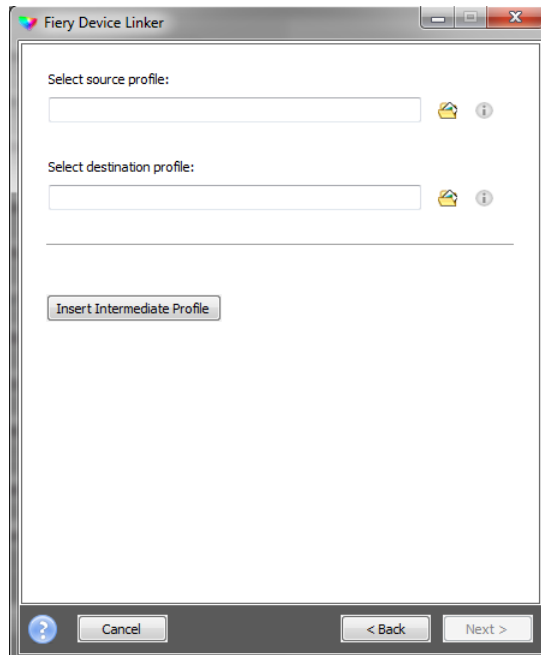 Fiery Device Linker
Select source profile:
Select destination profile:
Insert Intermediate Profile
Cancel
< Back
Next >